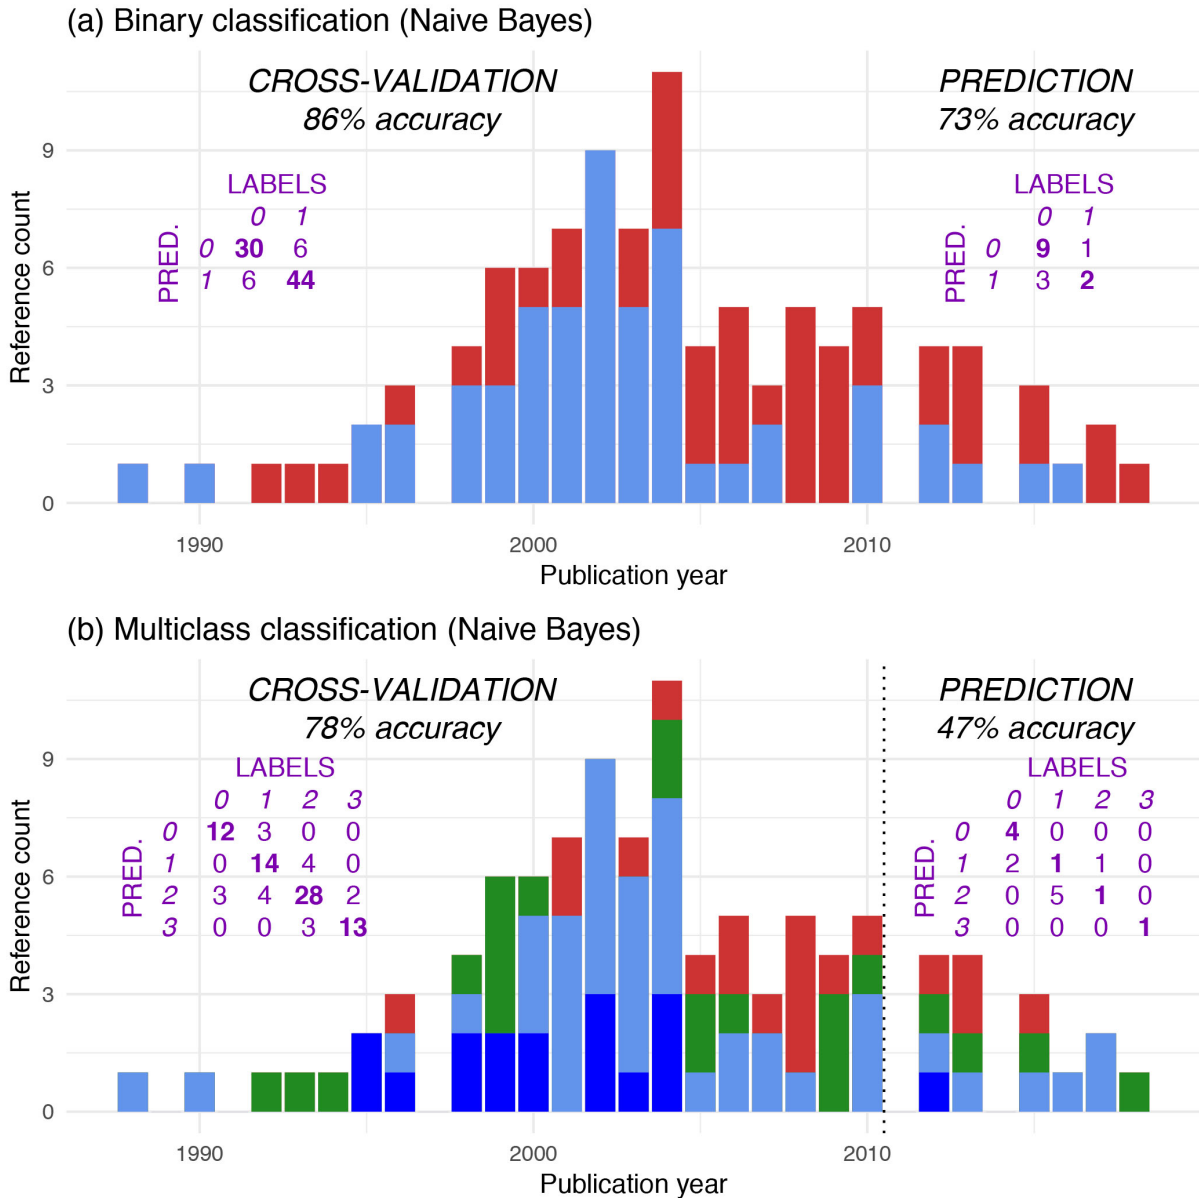 (a) Binary classification (Naive Bayes)
CROSS-VALIDATION
86% accuracy
PREDICTION
73% accuracy
LABELS
0 1
PRED.
0 30 6
1 6 44
LABELS
0 1
PRED.
0 9 1
1 3 2
Reference count
9
6
3
0
1990 2000 2010
Publication year
(b) Multiclass classification (Naive Bayes)
CROSS-VALIDATION
78% accuracy
PREDICTION
47% accuracy
LABELS
0 1 2 3
PRED.
0 12 3 0 0
1 0 14 4 0
2 3 4 28 2
3 0 0 3 13
LABELS
0 1 2 3
PRED.
0 4 0 0 0
1 2 1 1 0
2 0 5 1 0
3 0 0 0 1
Reference count
9
6
3
0
1990 2000 2010
Publication year